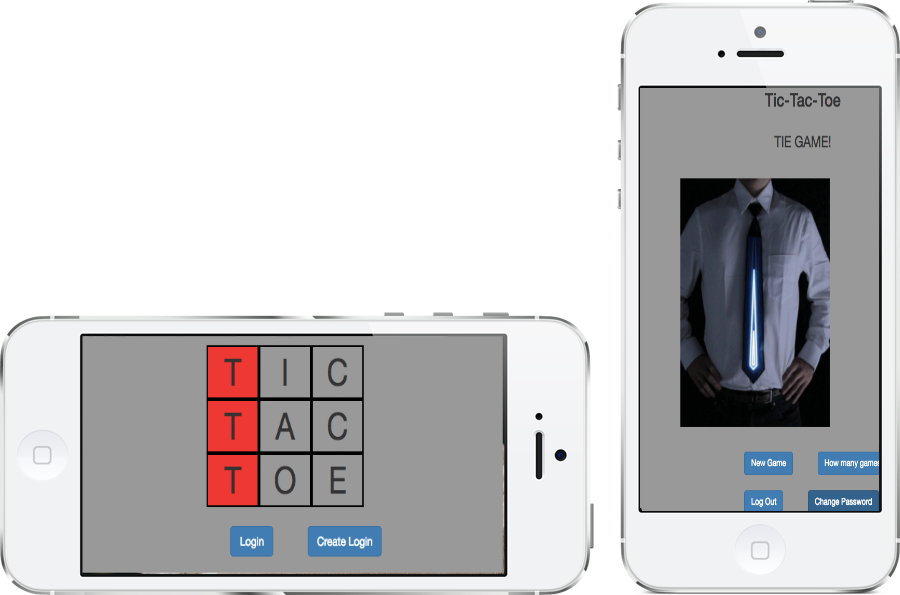 T I C
T A C
T O E
Login Create Login
Tic-Tac-Toe
TIE GAME!
New Game How many games
Log Out Change Password